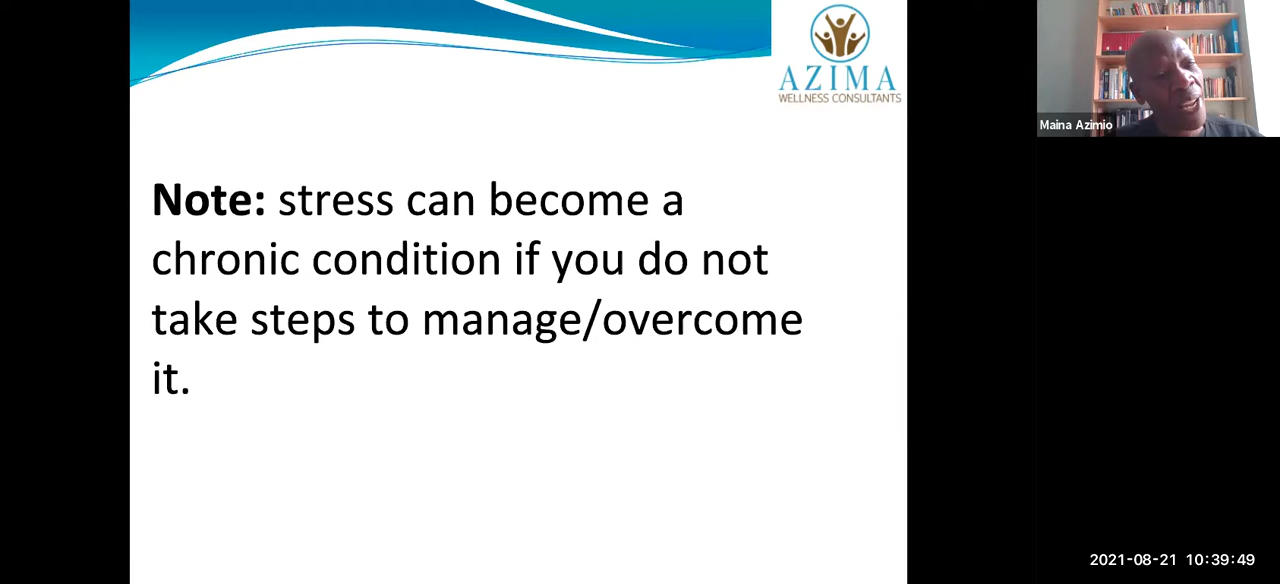 AZIMA
WELLNESS CONSULTANTS
Maina Azimio
Note: stress can become a
chronic condition if you do not
take steps to manage/overcome
it.
2021-08-21 10:39:49